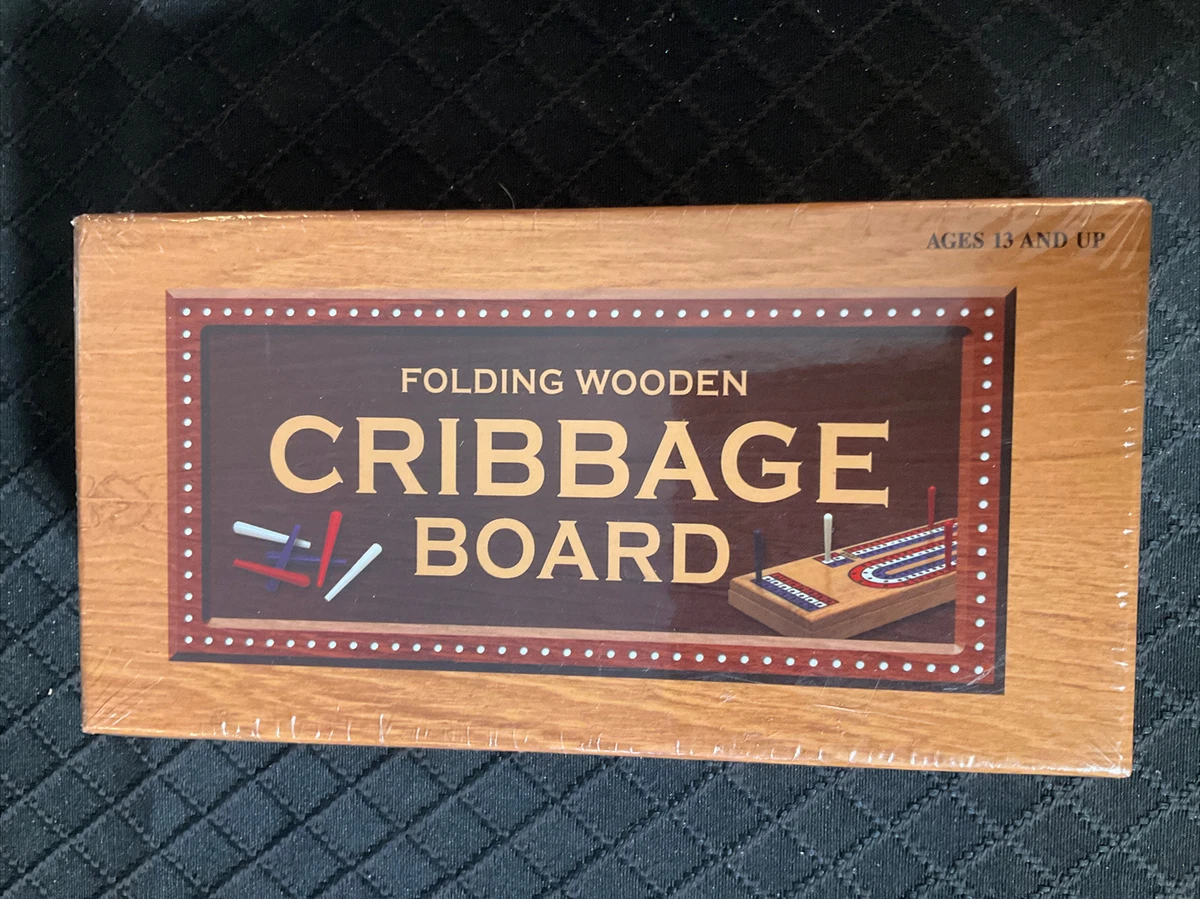 AGES 13 AND UP
FOLDING WOODEN
CRIBBAGE
BOARD